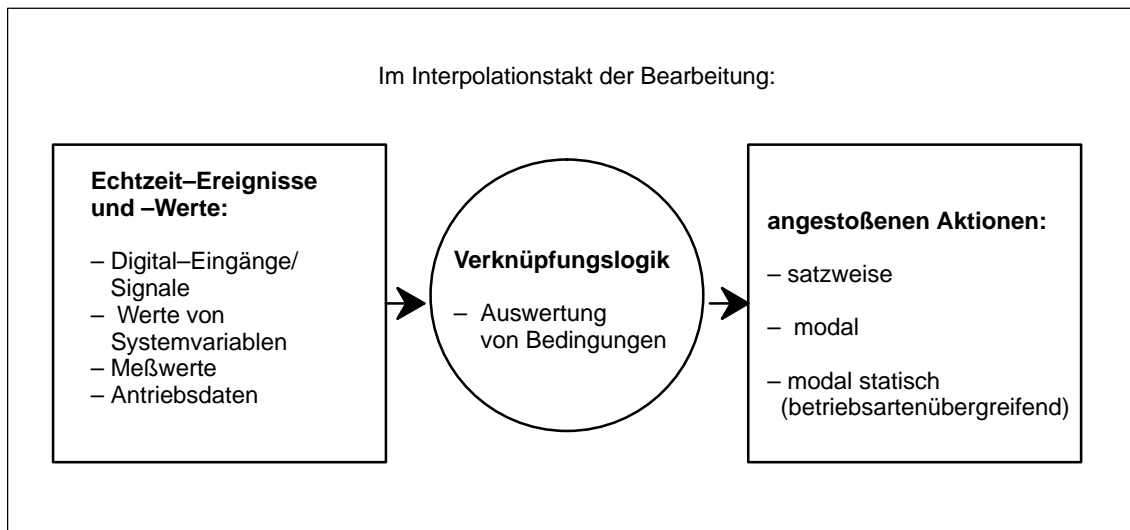 Im Interpolationstakt der Bearbeitung:
Echtzeit–Ereignisse
und –Werte:
– Digital–Eingänge/
Signale
– Werte von
Systemvariablen
– Meßwerte
– Antriebsdaten
Verknüpfungslogik
– Auswertung
von Bedingungen
angestoßenen Aktionen:
– satzweise
– modal
– modal statisch
(betriebsartenübergreifend)